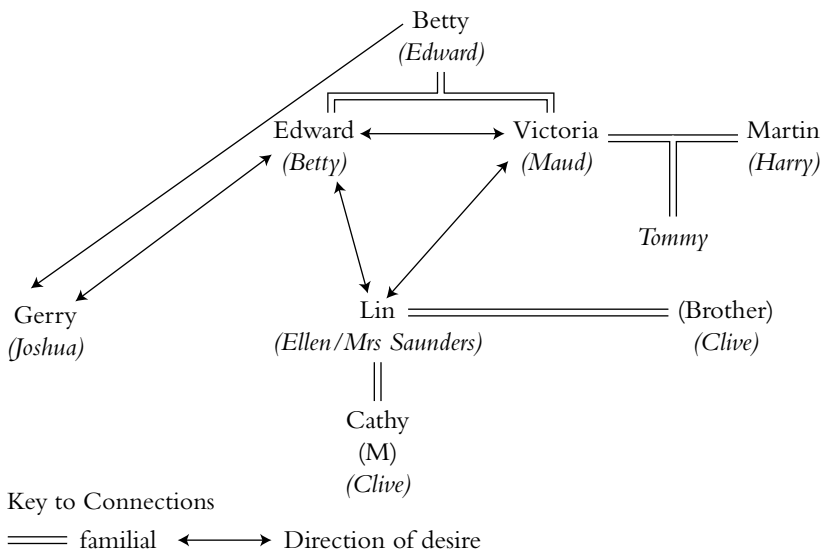 Betty
(Edward)
Edward Victoria Martin
(Betty) (Maud) (Harry)
Tommy
Gerry Lin (Brother)
(Joshua) (Ellen/Mrs Saunders) (Clive)
Cathy
(M)
(Clive)
Key to Connections
familial Direction of desire